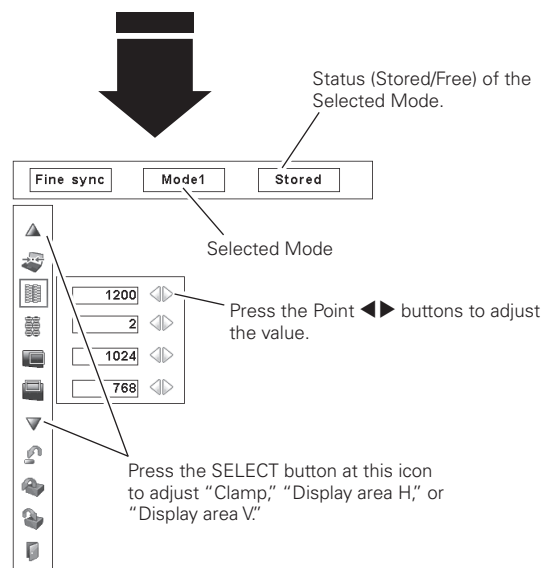 Status (Stored/Free) of the
Selected Mode.
Fine sync Mode1 Stored
Selected Mode
1200
2
1024
768
Press the Point ◀▶ buttons to adjust
the value.
Press the SELECT button at this icon
to adjust “Clamp,” “Display area H,” or
“Display area V.”